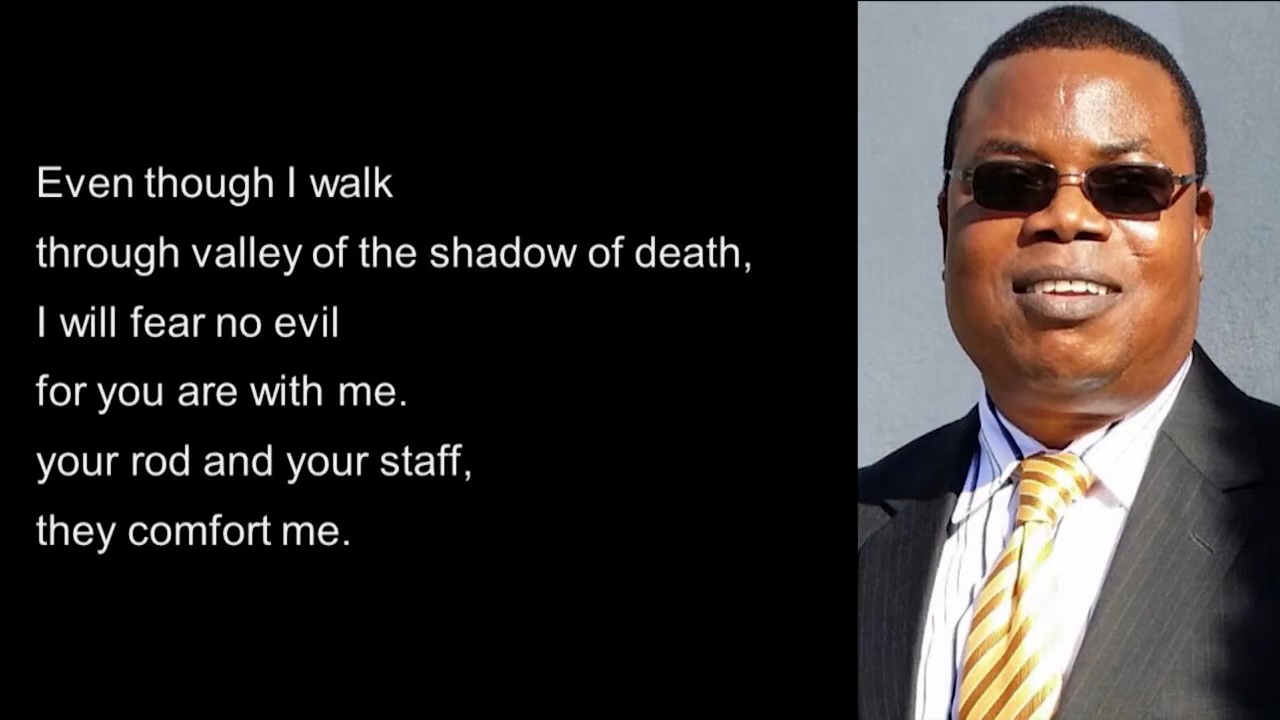 Even though I walk
through valley of the shadow of death,
I will fear no evil
for you are with me.
your rod and your staff,
they comfort me.